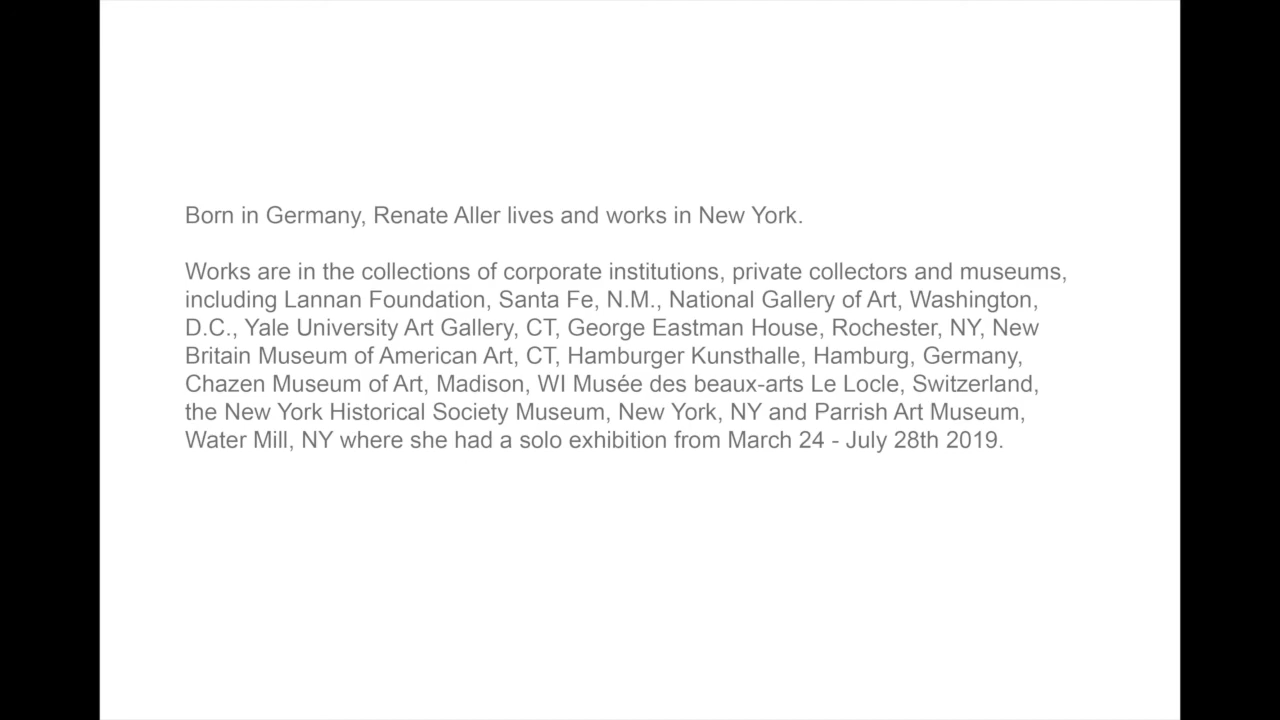 Born in Germany, Renate Aller lives and works in New York.
Works are in the collections of corporate institutions, private collectors and museums,
including Lannan Foundation, Santa Fe, N.M., National Gallery of Art, Washington,
D.C., Yale University Art Gallery, CT, George Eastman House, Rochester, NY, New
Britain Museum of American Art, CT, Hamburger Kunsthalle, Hamburg, Germany,
Chazen Museum of Art, Madison, WI Musée des beaux-arts Le Locle, Switzerland,
the New York Historical Society Museum, New York, NY and Parrish Art Museum,
Water Mill, NY where she had a solo exhibition from March 24 - July 28th 2019.